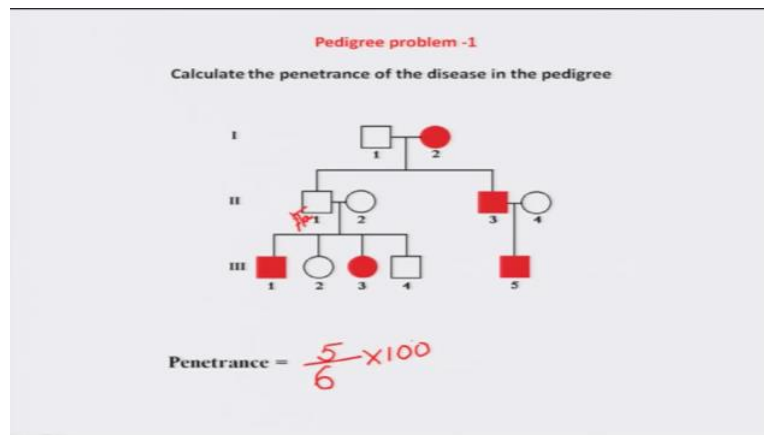 Pedigree problem -1
Calculate the penetrance of the disease in the pedigree
I
1 2
II
1 2 3 4
III
1 2 3 4 5
Penetrance = 5/6 ×100